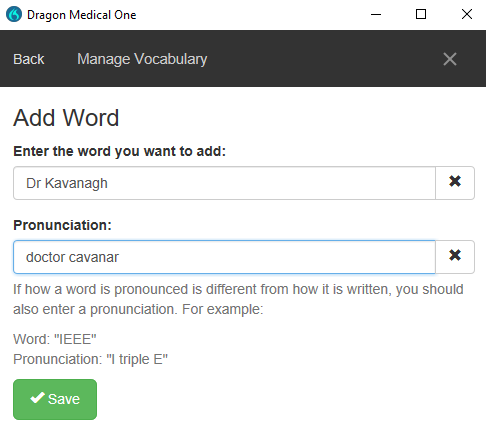 Dragon Medical One
Back Manage Vocabulary
Add Word
Enter the word you want to add:
Dr Kavanagh
Pronunciation:
doctor cavanar
If how a word is pronounced is different from how it is written, you should
also enter a pronunciation. For example:
Word: "IEEE"
Pronunciation: "I triple E"
Save